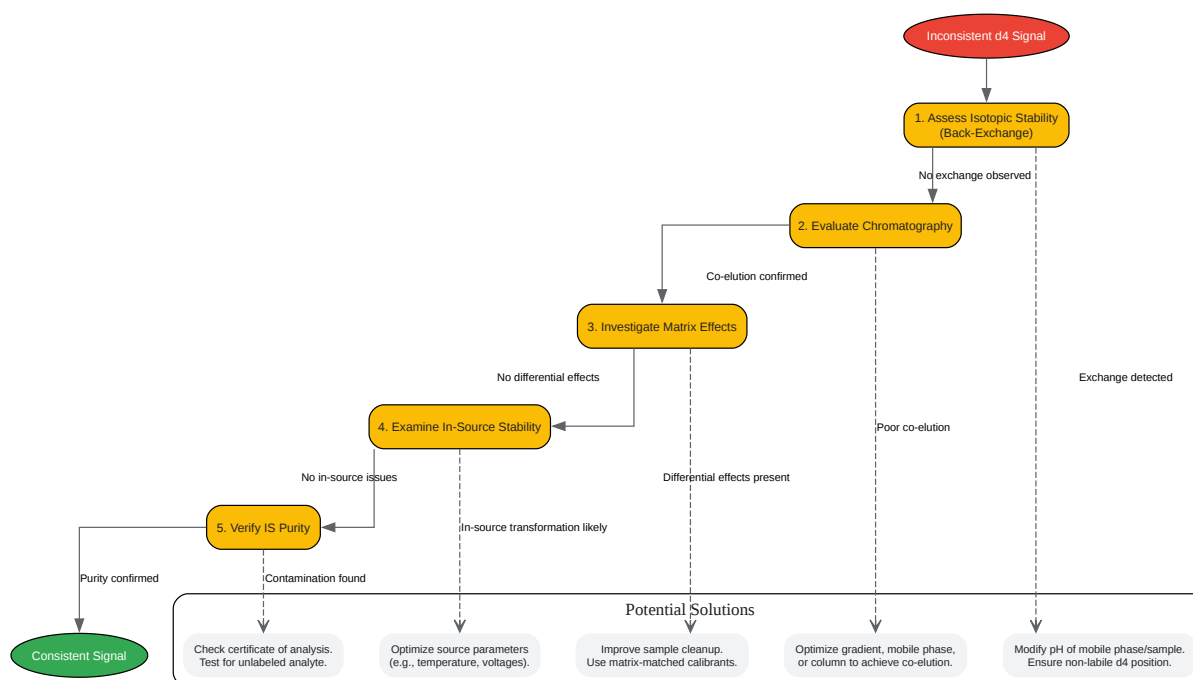 Inconsistent d4 Signal
1. Assess Isotopic Stability
(Back-Exchange)
No exchange observed
2. Evaluate Chromatography
Co-elution confirmed
3. Investigate Matrix Effects
No differential effects
Exchange detected
4. Examine In-Source Stability
Poor co-elution
No in-source issues
Differential effects present
5. Verify IS Purity
In-source transformation likely
Purity confirmed
Contamination found
Potential Solutions
Consistent Signal
Check certificate of analysis.
Test for unlabeled analyte.
Optimize source parameters
(e.g., temperature, voltages).
Improve sample cleanup.
Use matrix-matched calibrants.
Optimize gradient, mobile phase,
or column to achieve co-elution.
Modify pH of mobile phase/sample.
Ensure non-labile d4 position.